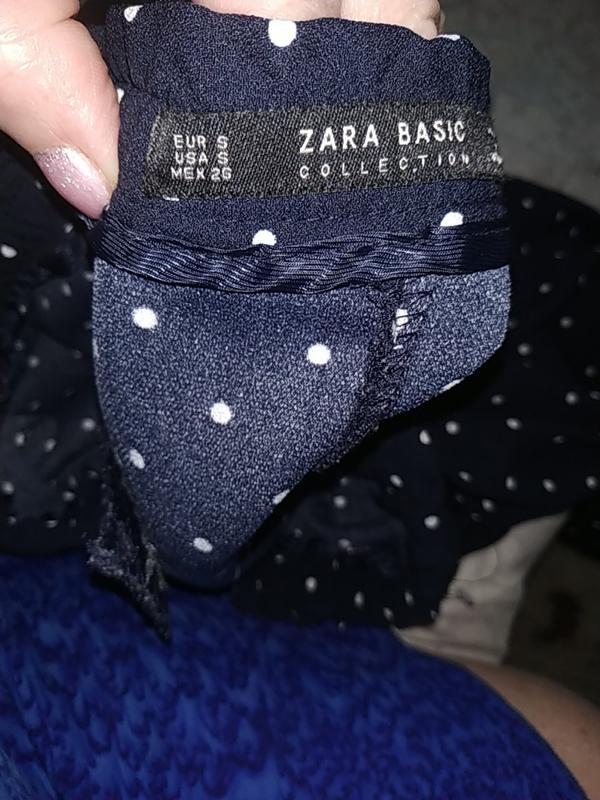 EUR S
USA S
MEX 26
ZARA BASIC
COLLECTION